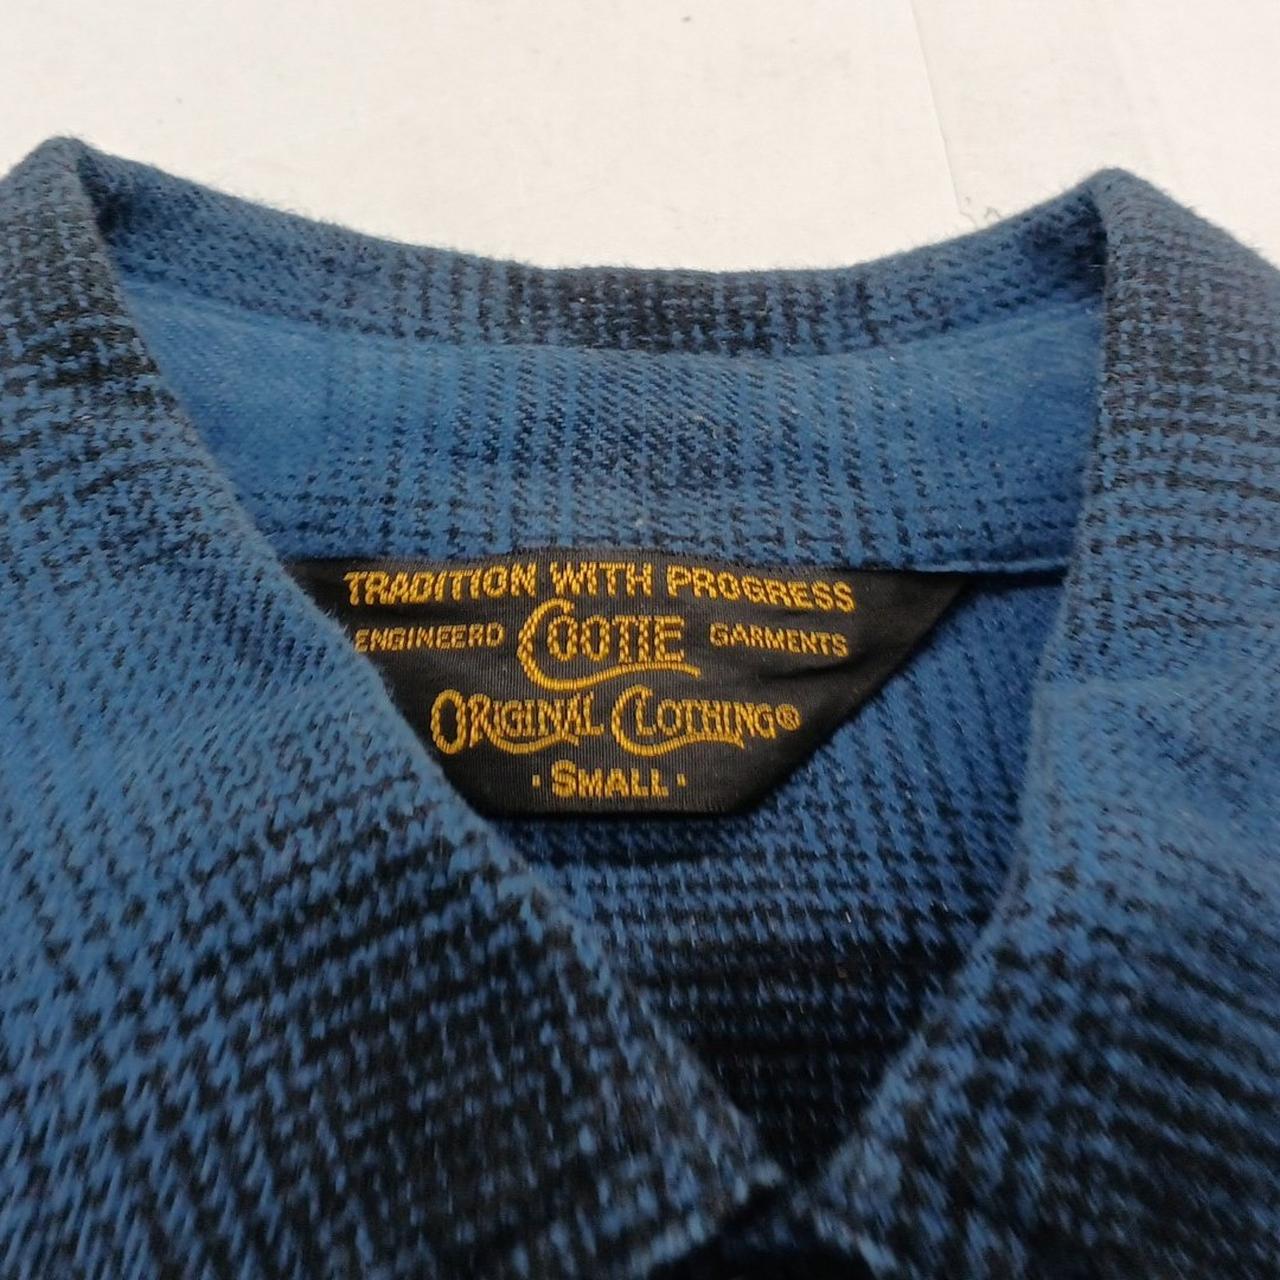 TRADITION WITH PROGRESS
ENGINEERD COOTIE GARMENTS
ORIGINAL CLOTHING®
· SMALL ·